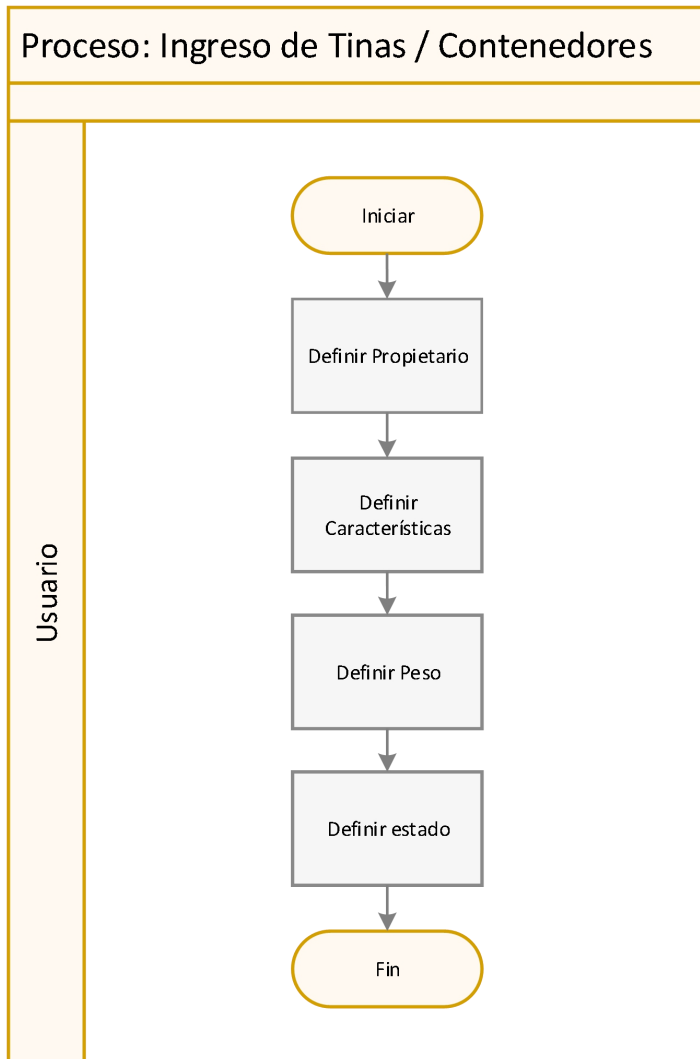 Proceso: Ingreso de Tinas / Contenedores
Usuario
Iniciar
Definir Propietario
Definir
Características
Definir Peso
Definir estado
Fin